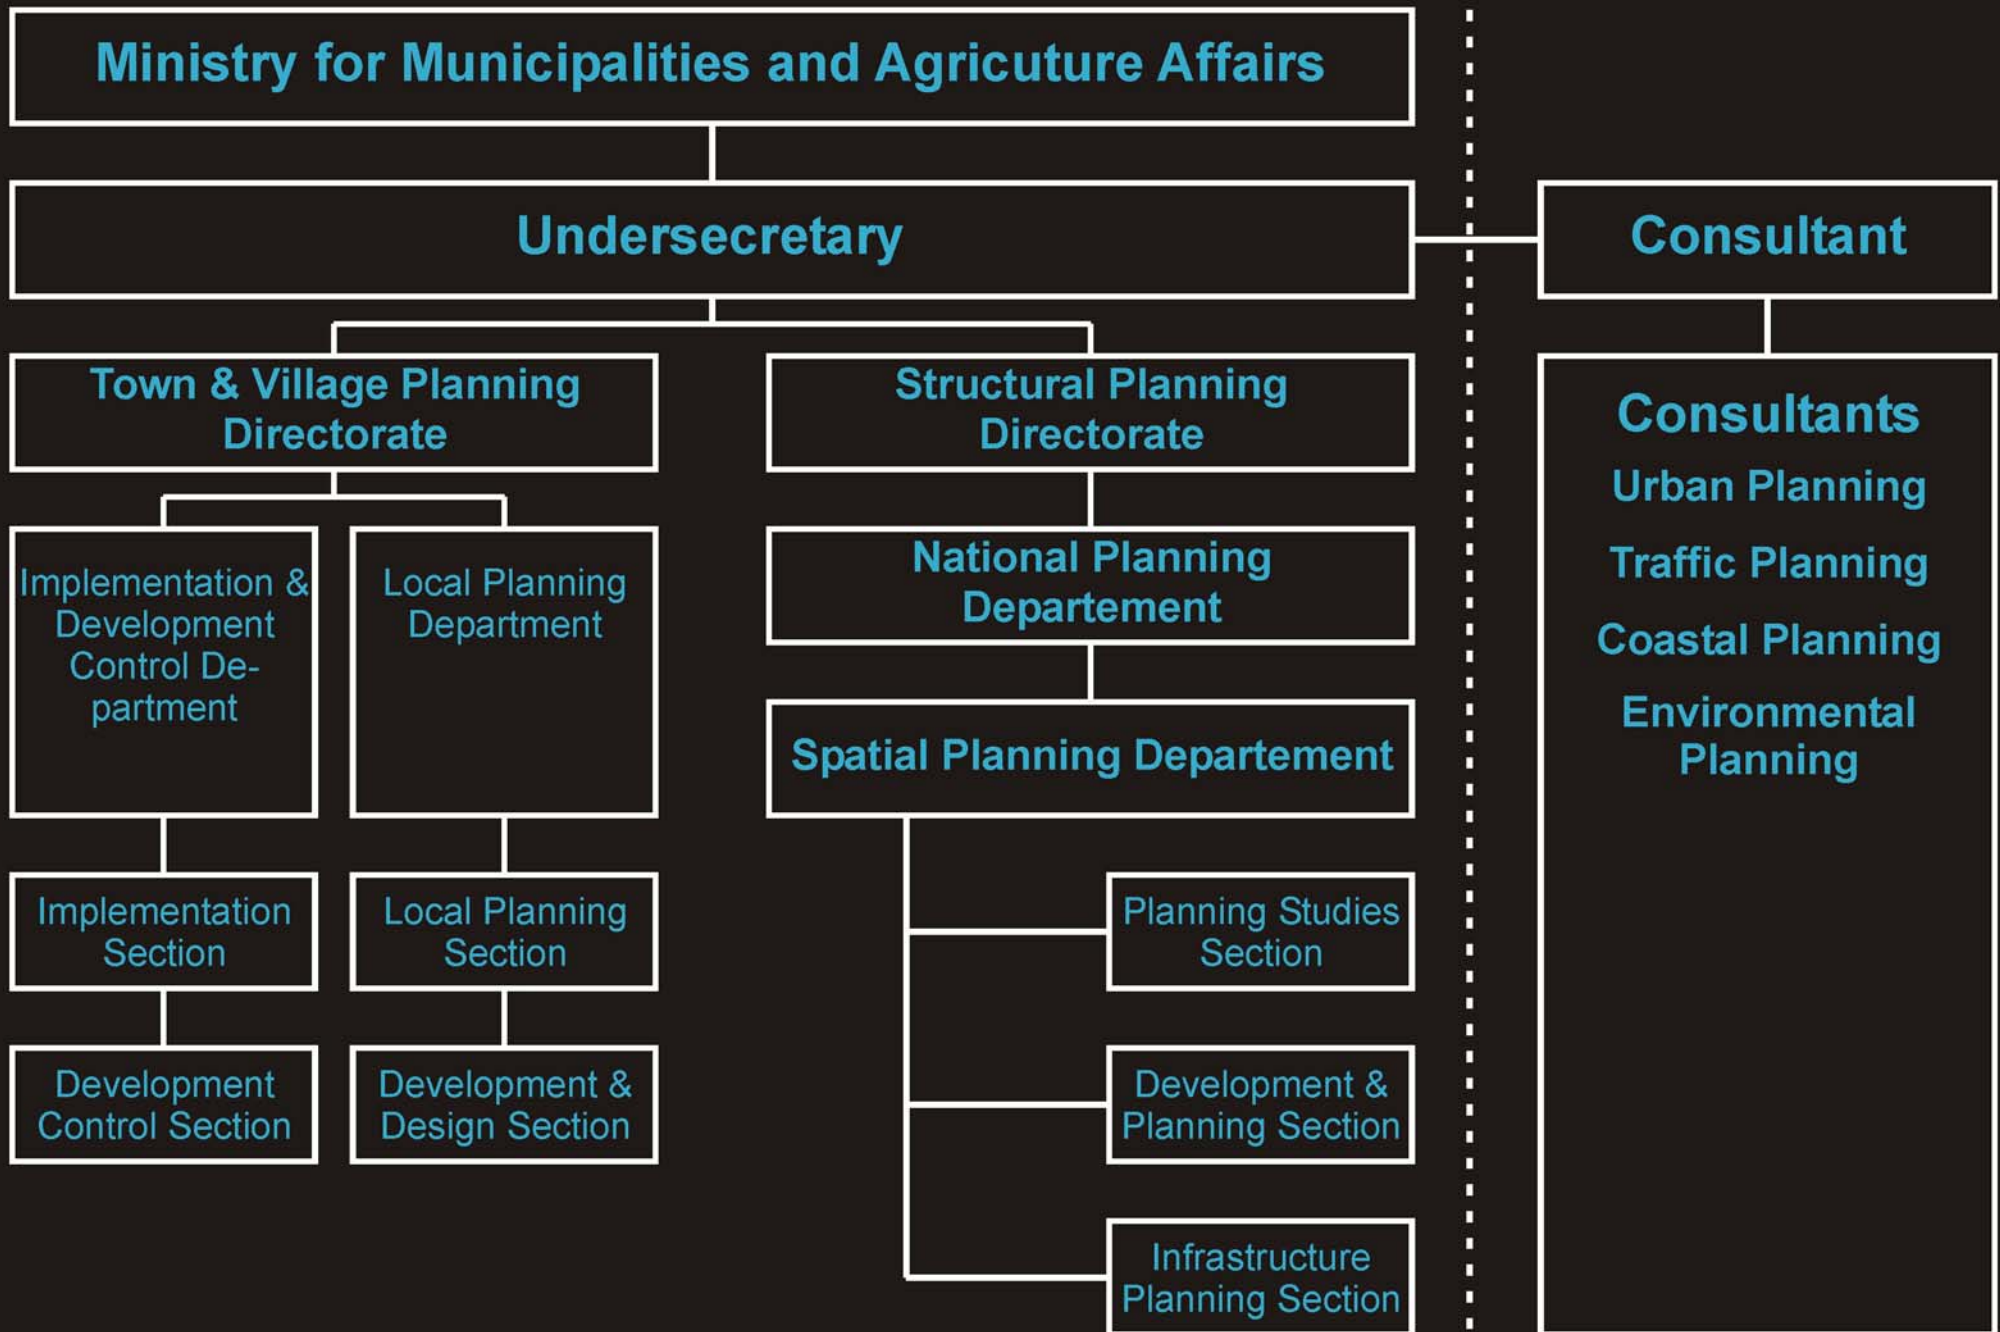 Ministry for Municipalities and Agricuture Affairs
Undersecretary
Consultant
Town & Village Planning
Directorate
Structural Planning
Directorate
Consultants
Urban Planning
Traffic Planning
Coastal Planning
Environmental
Planning
Implementation &
Development
Control De-
partment
Local Planning
Department
National Planning
Departement
Spatial Planning Departement
Implementation
Section
Local Planning
Section
Planning Studies
Section
Development
Control Section
Development &
Design Section
Development &
Planning Section
Infrastructure
Planning Section